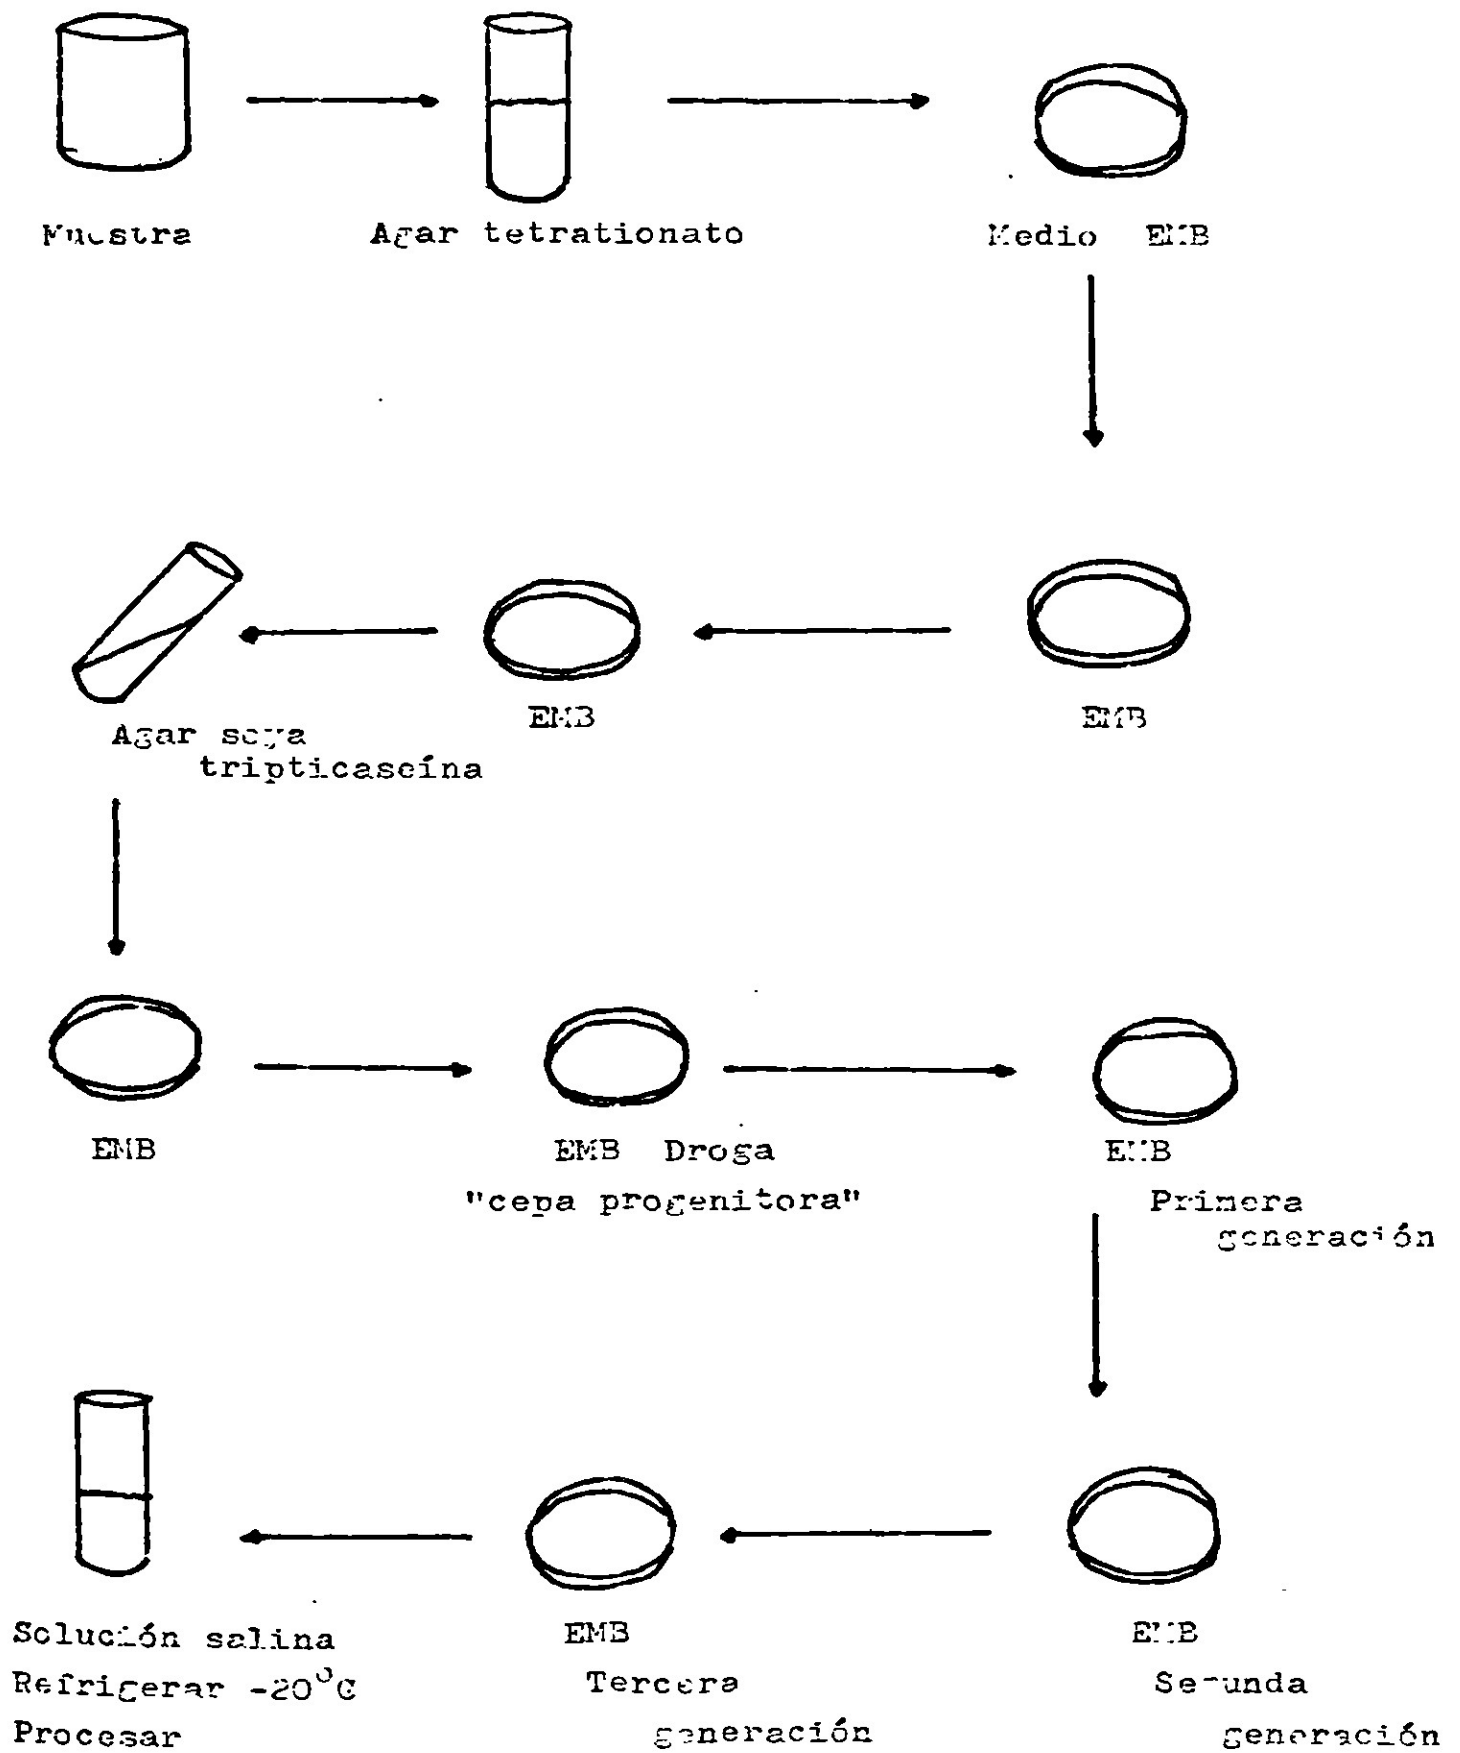 Muestra
Agar tetrationato
Medio EMB
EMB
EMB
Agar soya
tripticaseína
EMB
EMB Droga
"cepa progenitora"
EMB
Primera
generación
Solución salina
Refrigerar -20°C
Procesar
EMB
Tercera
generación
EMB
Segunda
generación